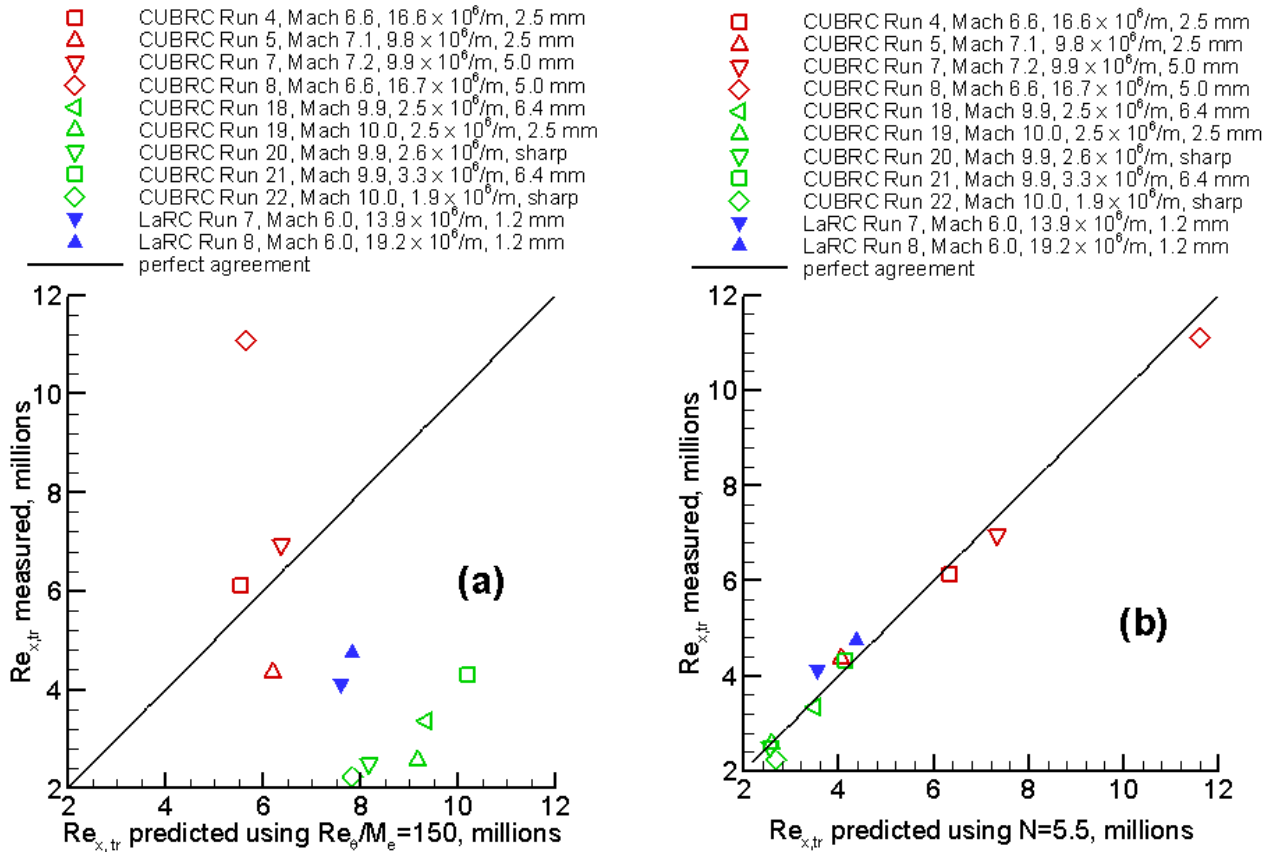 CUBRC Run 4, Mach 6.6, 16.6 x 10⁶/m, 2.5 mm
CUBRC Run 5, Mach 7.1, 9.8 x 10⁶/m, 2.5 mm
CUBRC Run 7, Mach 7.2, 9.9 x 10⁶/m, 5.0 mm
CUBRC Run 8, Mach 6.6, 16.7 x 10⁶/m, 5.0 mm
CUBRC Run 18, Mach 9.9, 2.5 x 10⁶/m, 6.4 mm
CUBRC Run 19, Mach 10.0, 2.5 x 10⁶/m, 2.5 mm
CUBRC Run 20, Mach 9.9, 2.6 x 10⁶/m, sharp
CUBRC Run 21, Mach 9.9, 3.3 x 10⁶/m, 6.4 mm
CUBRC Run 22, Mach 10.0, 1.9 x 10⁶/m, sharp
LaRC Run 7, Mach 6.0, 13.9 x 10⁶/m, 1.2 mm
LaRC Run 8, Mach 6.0, 19.2 x 10⁶/m, 1.2 mm
perfect agreement
12
10
8
6
4
2
Re_x,tr measured, millions
(a)
2 4 6 8 10 12
Re_x,tr predicted using Re_θ/M_e=150, millions
CUBRC Run 4, Mach 6.6, 16.6 x 10⁶/m, 2.5 mm
CUBRC Run 5, Mach 7.1, 9.8 x 10⁶/m, 2.5 mm
CUBRC Run 7, Mach 7.2, 9.9 x 10⁶/m, 5.0 mm
CUBRC Run 8, Mach 6.6, 16.7 x 10⁶/m, 5.0 mm
CUBRC Run 18, Mach 9.9, 2.5 x 10⁶/m, 6.4 mm
CUBRC Run 19, Mach 10.0, 2.5 x 10⁶/m, 2.5 mm
CUBRC Run 20, Mach 9.9, 2.6 x 10⁶/m, sharp
CUBRC Run 21, Mach 9.9, 3.3 x 10⁶/m, 6.4 mm
CUBRC Run 22, Mach 10.0, 1.9 x 10⁶/m, sharp
LaRC Run 7, Mach 6.0, 13.9 x 10⁶/m, 1.2 mm
LaRC Run 8, Mach 6.0, 19.2 x 10⁶/m, 1.2 mm
perfect agreement
12
10
8
6
4
2
Re_x,tr measured, millions
(b)
2 4 6 8 10 12
Re_x,tr predicted using N=5.5, millions